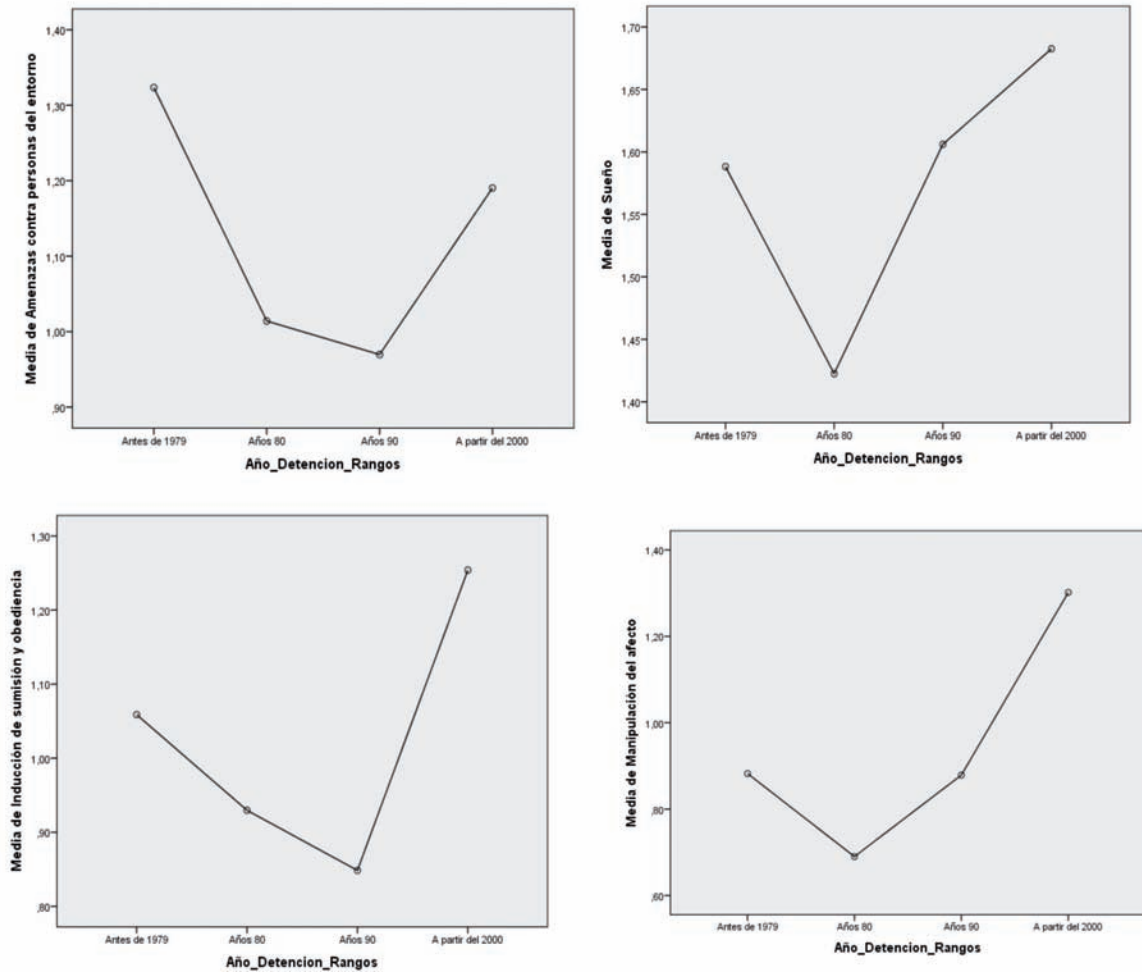 Media de Amenazas contra personas del entorno
1,40
1,30
1,20
1,10
1,00
,90
Antes de 1979
Años 80
Años 90
A partir del 2000
Año_Detencion_Rangos
Media de Sueño
1,70
1,65
1,60
1,55
1,50
1,45
1,40
Antes de 1979
Años 80
Años 90
A partir del 2000
Año_Detencion_Rangos
Media de Inducción de sumisión y obediencia
1,30
1,20
1,10
1,00
,90
,80
Antes de 1979
Años 80
Años 90
A partir del 2000
Año_Detencion_Rangos
Media de Manipulación del afecto
1,40
1,20
1,00
,80
,60
Antes de 1979
Años 80
Años 90
A partir del 2000
Año_Detencion_Rangos